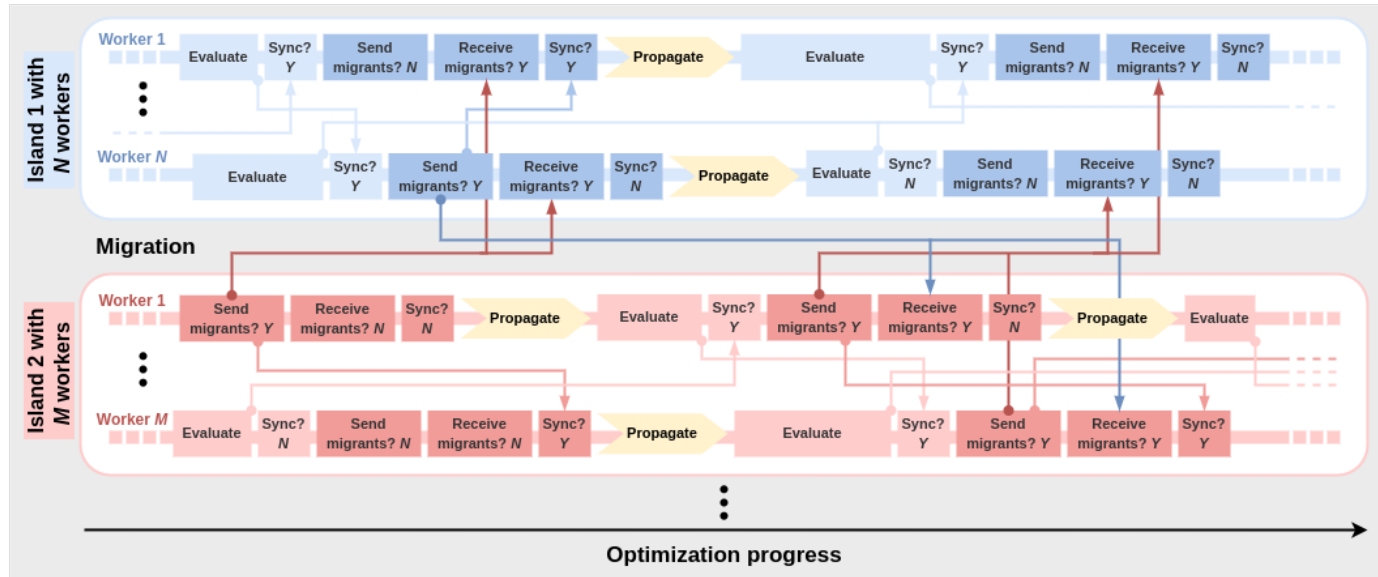 Island 1 with
N workers
Worker 1
Evaluate
Sync?
Y
Send
migrants? N
Receive
migrants? Y
Sync?
Y
Propagate
Evaluate
Sync?
Y
Send
migrants? N
Receive
migrants? Y
Sync?
N
Worker N
Evaluate
Sync?
Y
Send
migrants? Y
Receive
migrants? Y
Sync?
N
Propagate
Evaluate
Sync?
N
Send
migrants? N
Receive
migrants? Y
Sync?
N
Migration
Island 2 with
M workers
Worker 1
Send
migrants? Y
Receive
migrants? N
Sync?
N
Propagate
Evaluate
Sync?
Y
Send
migrants? Y
Receive
migrants? Y
Sync?
N
Propagate
Evaluate
Worker M
Evaluate
Sync?
N
Send
migrants? N
Receive
migrants? N
Sync?
Y
Propagate
Evaluate
Sync?
Y
Send
migrants? Y
Receive
migrants? Y
Sync?
Y
Optimization progress